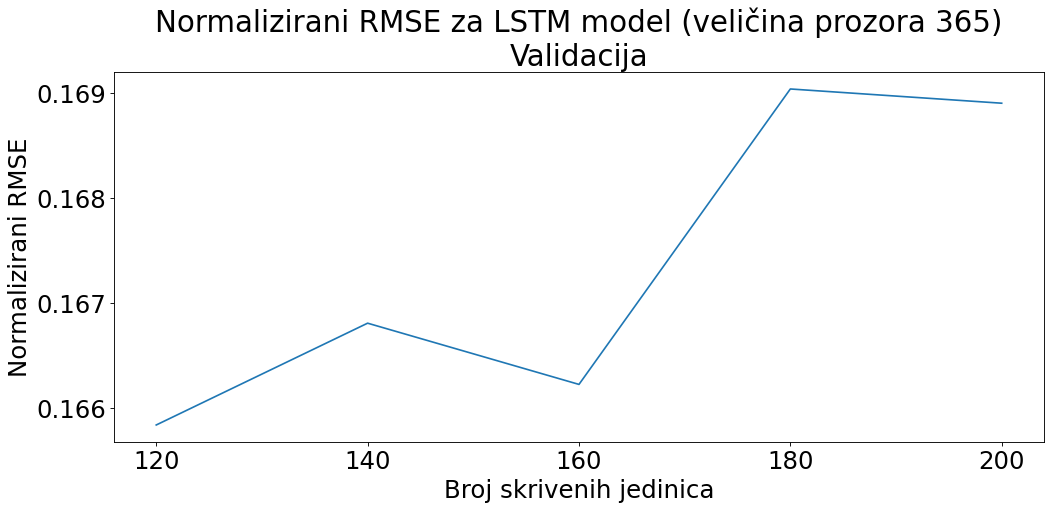 Normalizirani RMSE za LSTM model (veličina prozora 365)
Validacija
Normalizirani RMSE
0.169
0.168
0.167
0.166
120 140 160 180 200
Broj skrivenih jedinica